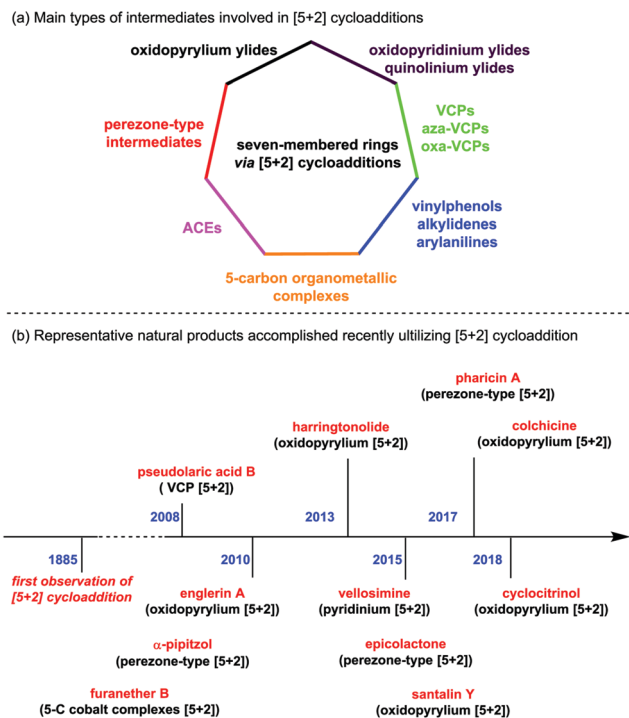 (a) Main types of intermediates involved in [5+2] cycloadditions
oxidopyrylium ylides
oxidopyridinium ylides
quinolinium ylides
perezone-type
intermediates
VCPs
aza-VCPs
oxa-VCPs
seven-membered rings
via [5+2] cycloadditions
ACEs
vinylphenols
alkylidenes
arylanilines
5-carbon organometallic
complexes
(b) Representative natural products accomplished recently ultilizing [5+2] cycloaddition
pharicin A
(perezone-type [5+2])
harringtonolide
(oxidopyrylium [5+2])
colchicine
(oxidopyrylium [5+2])
pseudolaric acid B
( VCP [5+2])
2008
2013
2017
1885
2010
2015
2018
first observation of
[5+2] cycloaddition
englerin A
(oxidopyrylium [5+2])
vellosimine
(pyridinium [5+2])
cyclocitrinol
(oxidopyrylium [5+2])
α-pipitzol
(perezone-type [5+2])
epicolactone
(perezone-type [5+2])
furanether B
(5-C cobalt complexes [5+2])
santalin Y
(oxidopyrylium [5+2])